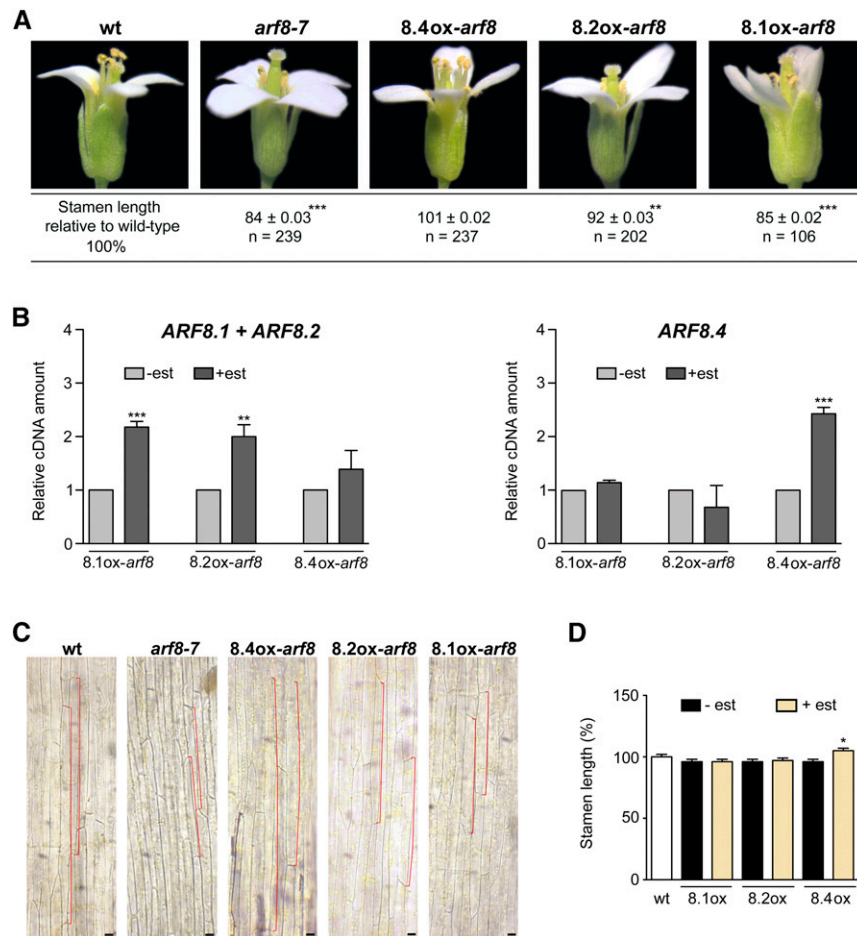 A
wt arf8-7 8.4ox-arf8 8.2ox-arf8 8.1ox-arf8
Stamen length relative to wild-type 100%
84 ± 0.03***
n = 239
101 ± 0.02
n = 237
92 ± 0.03**
n = 202
85 ± 0.02***
n = 106
B
ARF8.1 + ARF8.2
Relative cDNA amount
4
3
2
1
0
-est +est
*** **
8.1ox-arf8 8.2ox-arf8 8.4ox-arf8
ARF8.4
Relative cDNA amount
4
3
2
1
0
-est +est
***
8.1ox-arf8 8.2ox-arf8 8.4ox-arf8
C
wt arf8-7 8.4ox-arf8 8.2ox-arf8 8.1ox-arf8
D
Stamen length (%)
150
100
50
0
- est + est
*
wt 8.1ox 8.2ox 8.4ox